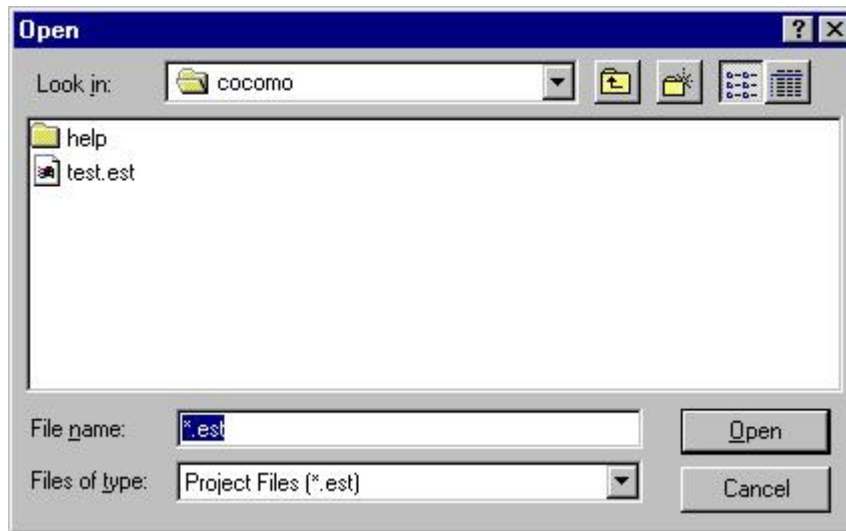 Open
Look in: cocomo
help
test.est
File name: *.est Open
Files of type: Project Files (*.est) Cancel